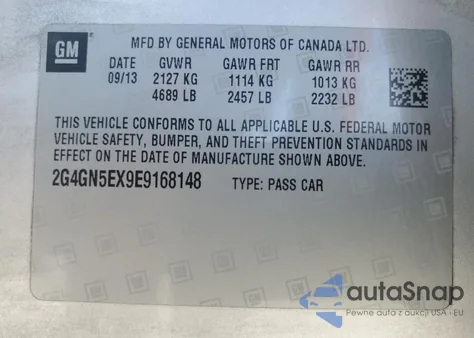 GM
MFD BY GENERAL MOTORS OF CANADA LTD.
DATE GVWR GAWR FRT GAWR RR
09/13 2127 KG 1114 KG 1013 KG
4689 LB 2457 LB 2232 LB
THIS VEHICLE CONFORMS TO ALL APPLICABLE U.S. FEDERAL MOTOR
VEHICLE SAFETY, BUMPER, AND THEFT PREVENTION STANDARDS
IN EFFECT ON THE DATE OF MANUFACTURE SHOWN ABOVE.
2G4GN5EX9E9168148 TYPE: PASS CAR
autoSnap
Pewne auto z aukcji USA i EU